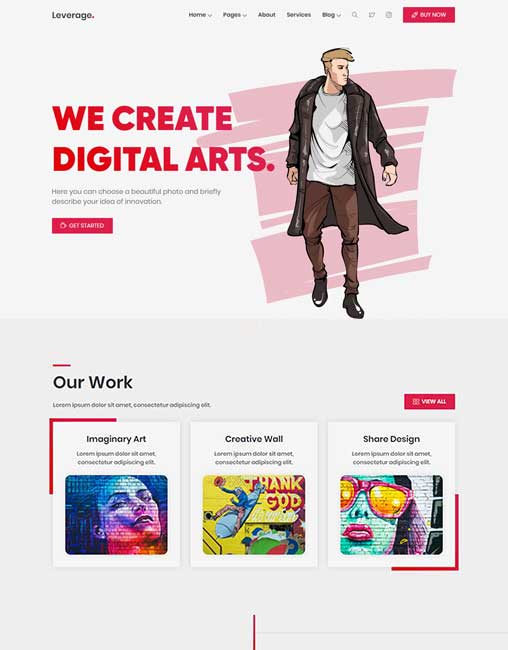 Leverage.
Home Pages About Services Blog BUY NOW
WE CREATE
DIGITAL ARTS.
Here you can choose a beautiful photo and briefly
describe your idea of innovation.
GET STARTED
Our Work
Lorem ipsum dolor sit amet, consectetur adipiscing elit.
VIEW ALL
Imaginary Art
Lorem ipsum dolor sit amet,
consectetur adipiscing elit.
Creative Wall
Lorem ipsum dolor sit amet,
consectetur adipiscing elit.
THANK
GOD
Share Design
Lorem ipsum dolor sit amet,
consectetur adipiscing elit.